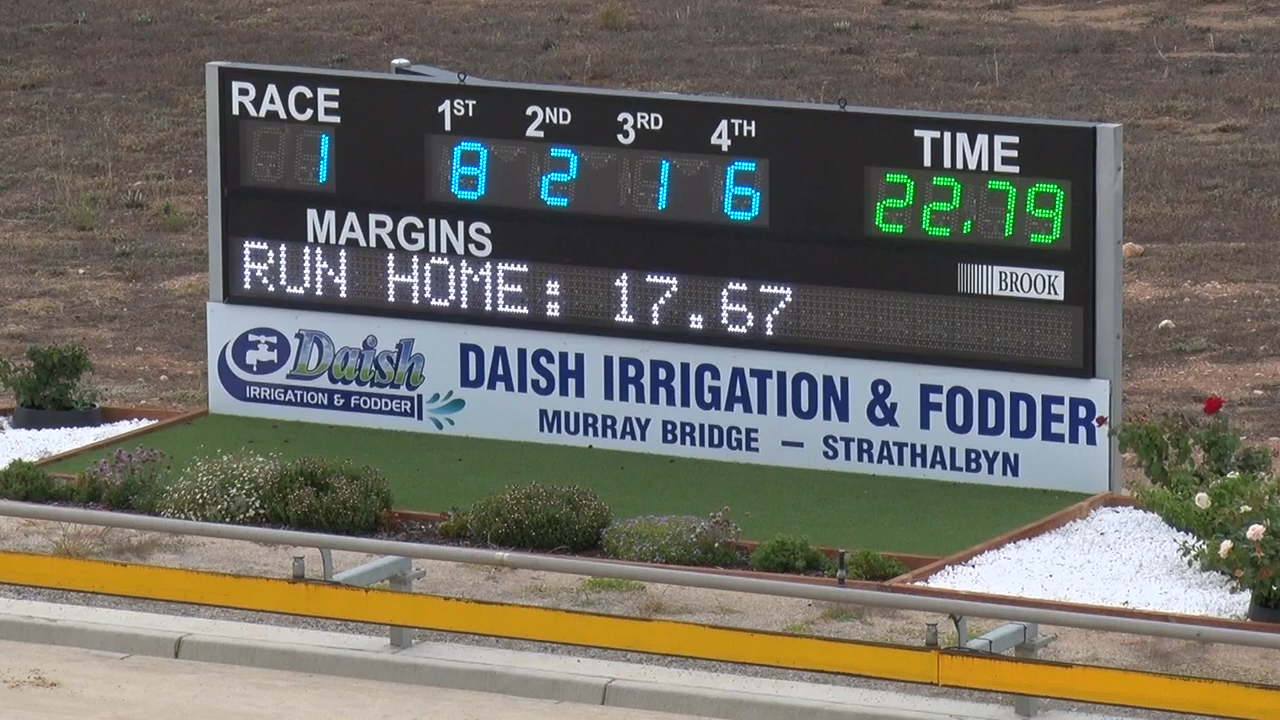 RACE 1ST 2ND 3RD 4TH TIME
1 8 2 1 6 22.79
MARGINS
RUN HOME: 17.67
BROOK
Daish
IRRIGATION & FODDER
DAISH IRRIGATION & FODDER
MURRAY BRIDGE – STRATHALBYN